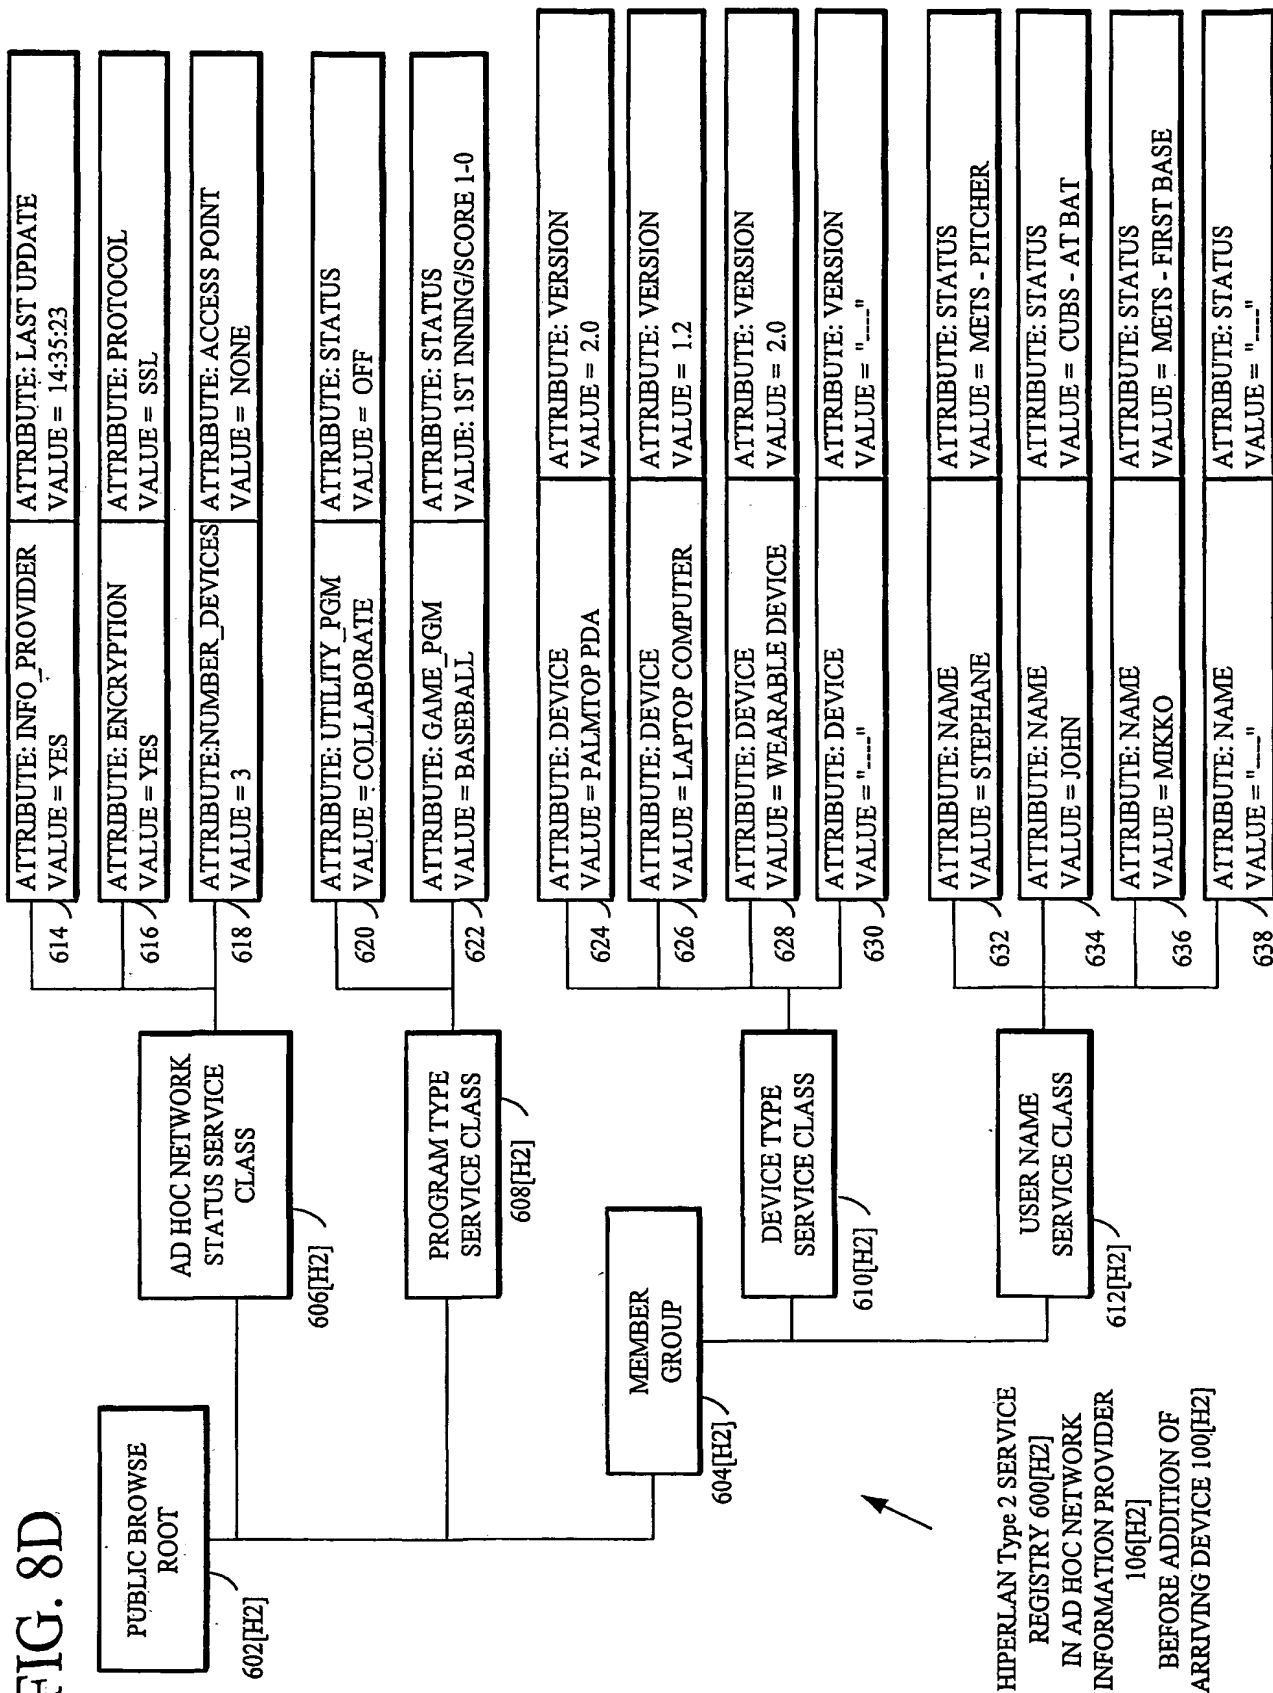 FIG. 8D
PUBLIC BROWSE
ROOT
602[H2]
AD HOC NETWORK
STATUS SERVICE
CLASS
606[H2]
ATTRIBUTE: INFO_PROVIDER
VALUE = YES
ATTRIBUTE: LAST UPDATE
VALUE = 14:35:23
614
ATTRIBUTE: ENCRYPTION
VALUE = YES
ATTRIBUTE: PROTOCOL
VALUE = SSL
616
ATTRIBUTE:NUMBER_DEVICES
VALUE = 3
ATTRIBUTE: ACCESS POINT
VALUE = NONE
618
PROGRAM TYPE
SERVICE CLASS
608[H2]
ATTRIBUTE: UTILITY_PGM
VALUE = COLLABORATE
ATTRIBUTE: STATUS
VALUE = OFF
620
ATTRIBUTE: GAME_PGM
VALUE = BASEBALL
ATTRIBUTE: STATUS
VALUE: 1ST INNING/SCORE 1-0
622
MEMBER
GROUP
604[H2]
DEVICE TYPE
SERVICE CLASS
610[H2]
ATTRIBUTE: DEVICE
VALUE = PALMTOP PDA
ATTRIBUTE: VERSION
VALUE = 2.0
624
ATTRIBUTE: DEVICE
VALUE = LAPTOP COMPUTER
ATTRIBUTE: VERSION
VALUE = 1.2
626
ATTRIBUTE: DEVICE
VALUE = WEARABLE DEVICE
ATTRIBUTE: VERSION
VALUE = 2.0
628
ATTRIBUTE: DEVICE
VALUE = "----"
ATTRIBUTE: VERSION
VALUE = "----"
630
USER NAME
SERVICE CLASS
612[H2]
ATTRIBUTE: NAME
VALUE = STEPHANE
ATTRIBUTE: STATUS
VALUE = METS - PITCHER
632
ATTRIBUTE: NAME
VALUE = JOHN
ATTRIBUTE: STATUS
VALUE = CUBS - AT BAT
634
ATTRIBUTE: NAME
VALUE = MIKKO
ATTRIBUTE: STATUS
VALUE = METS - FIRST BASE
636
ATTRIBUTE: NAME
VALUE = "----"
ATTRIBUTE: STATUS
VALUE = "----"
638
HIPERLAN Type 2 SERVICE
REGISTRY 600[H2]
IN AD HOC NETWORK
INFORMATION PROVIDER
106[H2]
BEFORE ADDITION OF
ARRIVING DEVICE 100[H2]